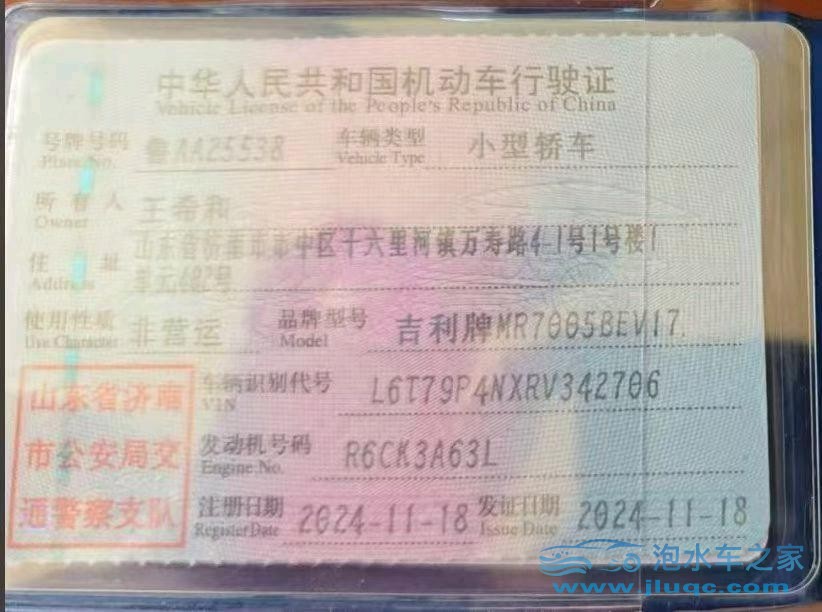 中华人民共和国机动车行驶证
Vehicle License of the People's Republic of China
号牌号码 鲁AA25538 车辆类型 小型轿车
Plate No. Vehicle Type
所有人 王希和
Owner
山东省济南市市中区十六里河镇万寿路4-1号1号楼1
住址
Address 单元402号
使用性质 非营运 品牌型号 吉利牌MR7005BEV17
Use Character Model
山东省济南 车辆识别代号 L6T79P4NXRV342706
VIN
市公安局交 发动机号码 R6CK3A63L
Engine No.
通警察支队 注册日期 2024-11-18 发证日期 2024-11-18
Register Date Issue Date
泡水车之家
www.iluqc.com